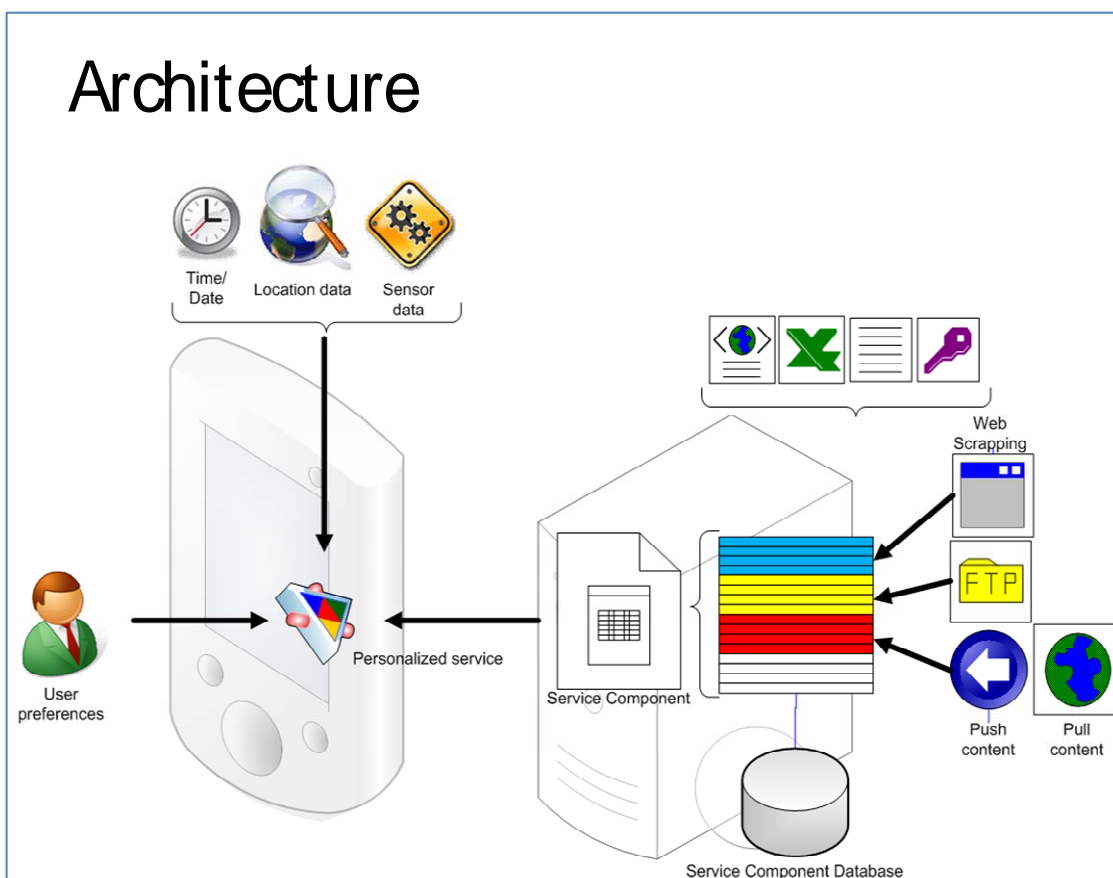 Architecture
Time/
Date
Location data
Sensor
data
Web
Scrapping
FTP
User
preferences
Personalized service
Service Component
Push
content
Pull
content
Service Component Database